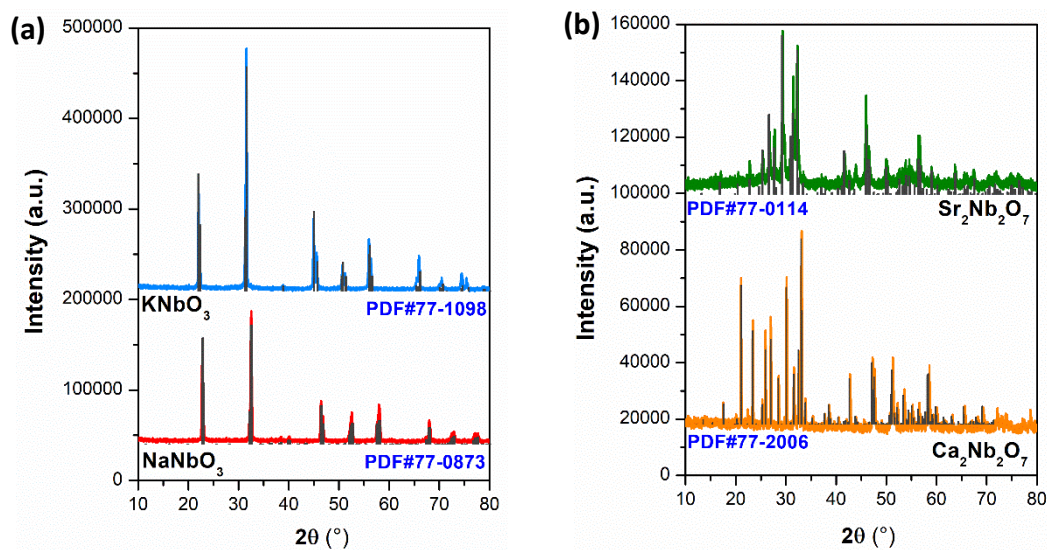 (a)
500000
400000
300000
200000
100000
0
Intensity (a.u.)
KNbO₃
PDF#77-1098
NaNbO₃
PDF#77-0873
10 20 30 40 50 60 70 80
2θ (°)
(b)
160000
140000
120000
100000
80000
60000
40000
20000
0
Intensity (a.u.)
PDF#77-0114
Sr₂Nb₂O₇
PDF#77-2006
Ca₂Nb₂O₇
10 20 30 40 50 60 70 80
2θ (°)